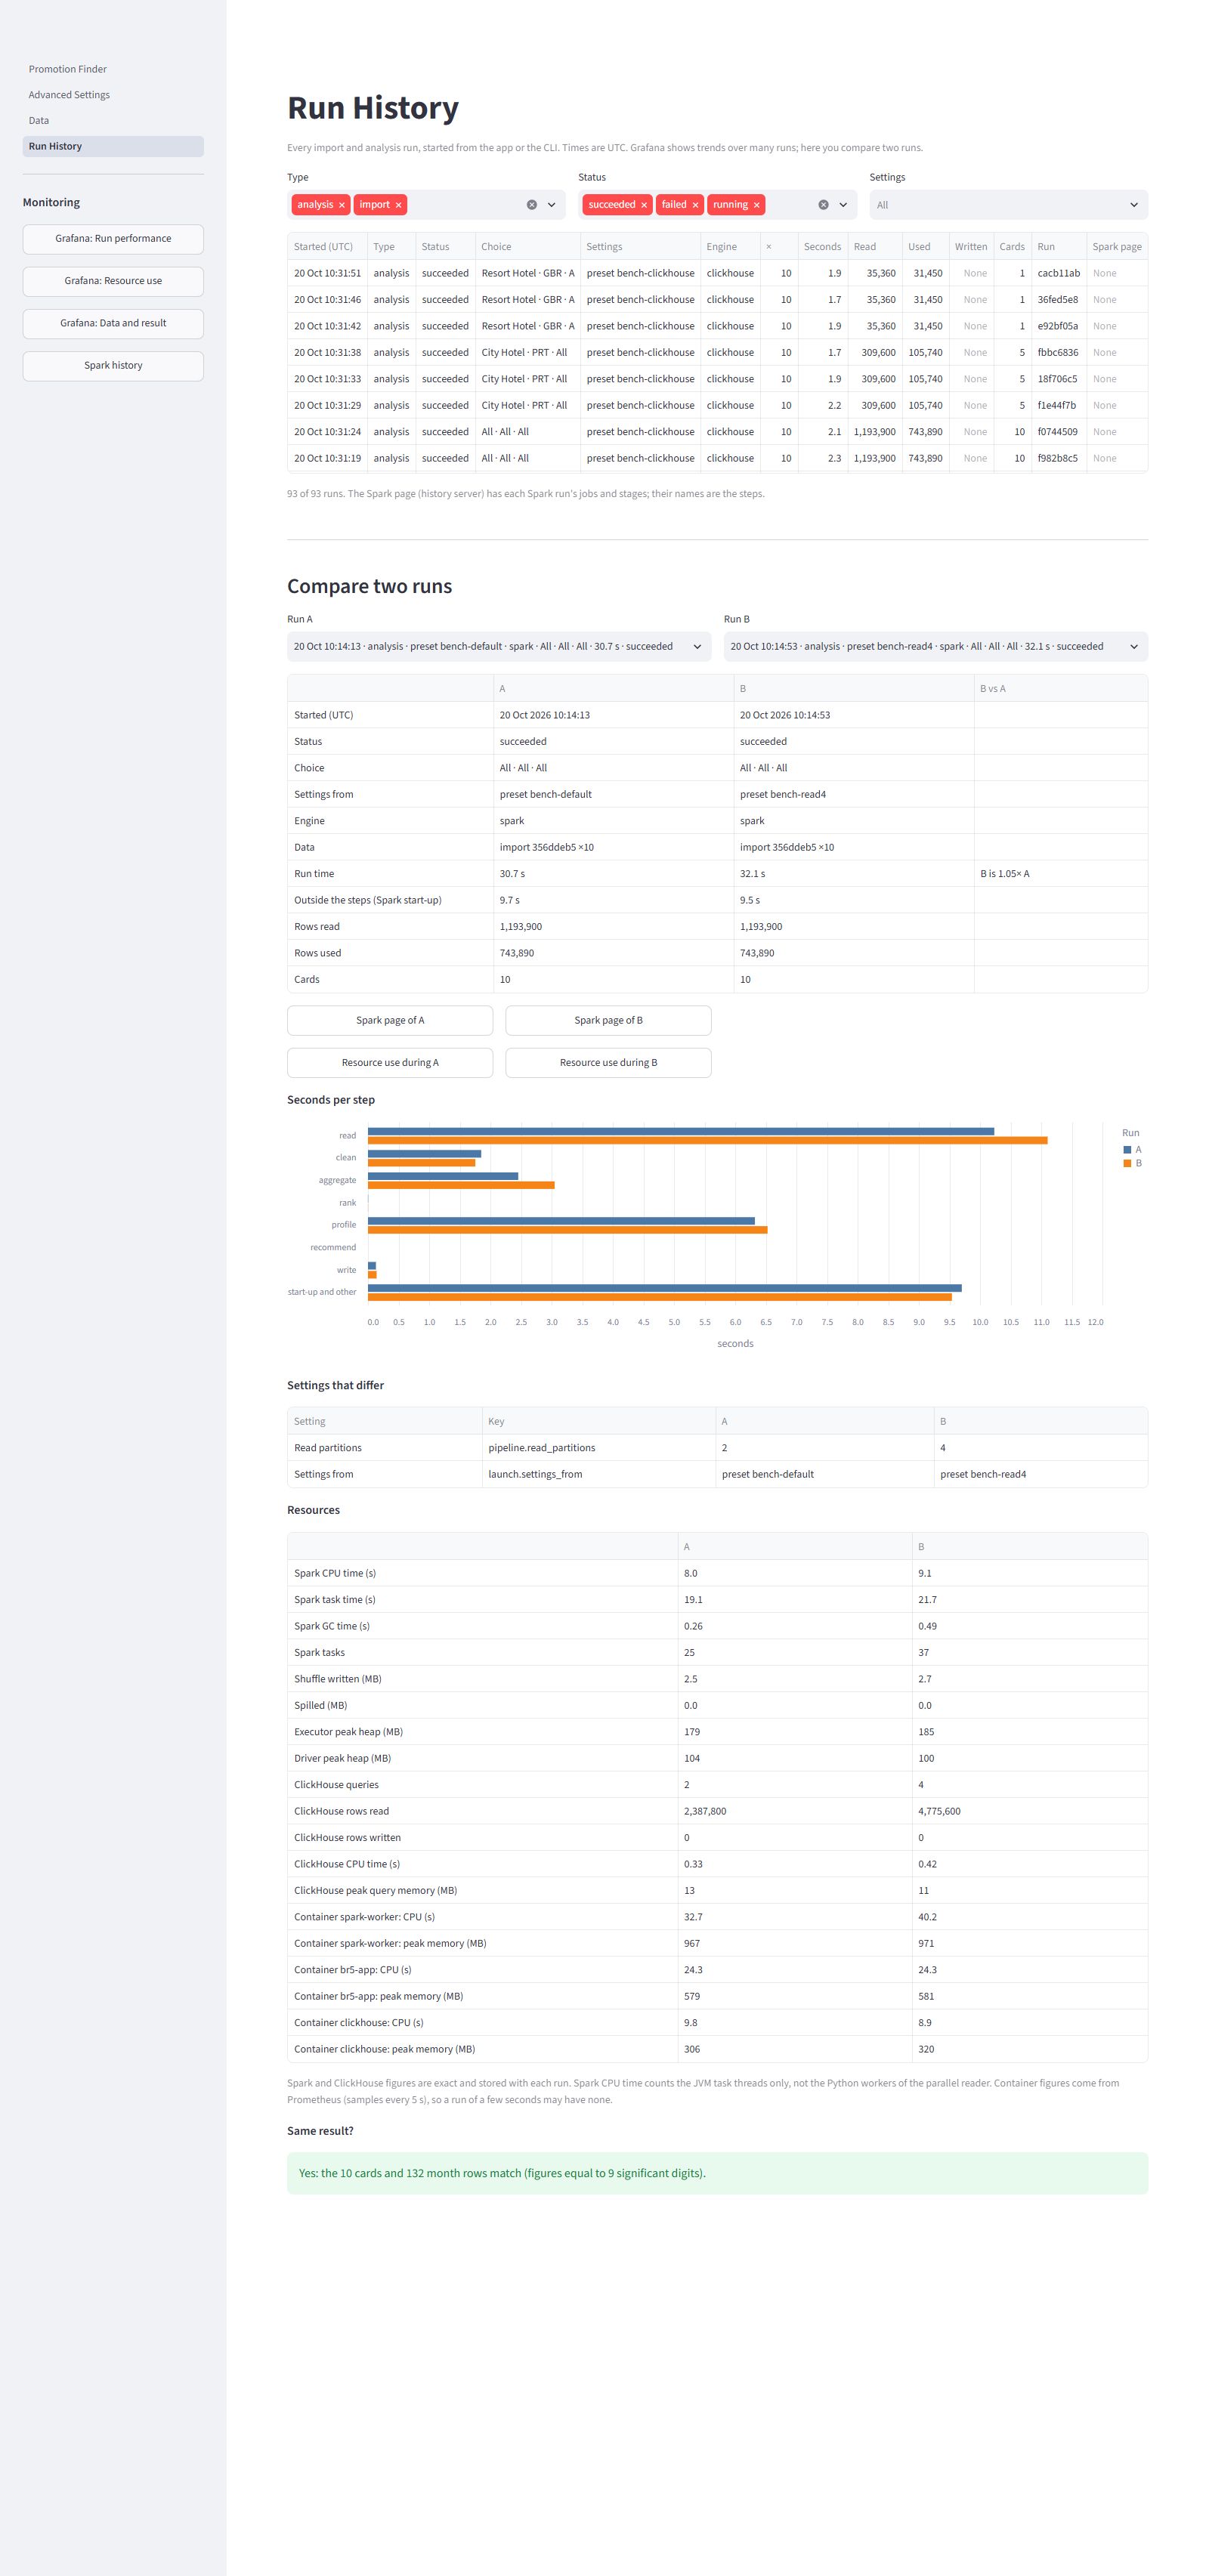 Promotion Finder
Advanced Settings
Data
Run History
Monitoring
Grafana: Run performance
Grafana: Resource use
Grafana: Data and result
Spark history
Run History
Every import and analysis run, started from the app or the CLI. Times are UTC. Grafana shows trends over many runs; here you compare two runs.
Type Status Settings
analysis × import × succeeded × failed × running × All
Started (UTC) Type Status Choice Settings Engine × Seconds Read Used Written Cards Run Spark page
20 Oct 10:31:51 analysis succeeded Resort Hotel · GBR · A preset bench-clickhouse clickhouse 10 1.9 35,360 31,450 None 1 cacb11ab None
20 Oct 10:31:46 analysis succeeded Resort Hotel · GBR · A preset bench-clickhouse clickhouse 10 1.7 35,360 31,450 None 1 36fed5e8 None
20 Oct 10:31:42 analysis succeeded Resort Hotel · GBR · A preset bench-clickhouse clickhouse 10 1.9 35,360 31,450 None 1 e92bf05a None
20 Oct 10:31:38 analysis succeeded City Hotel · PRT · All preset bench-clickhouse clickhouse 10 1.7 309,600 105,740 None 5 fbbc6836 None
20 Oct 10:31:33 analysis succeeded City Hotel · PRT · All preset bench-clickhouse clickhouse 10 1.9 309,600 105,740 None 5 18f706c5 None
20 Oct 10:31:29 analysis succeeded City Hotel · PRT · All preset bench-clickhouse clickhouse 10 2.2 309,600 105,740 None 5 f1e44f7b None
20 Oct 10:31:24 analysis succeeded All · All · All preset bench-clickhouse clickhouse 10 2.1 1,193,900 743,890 None 10 f0744509 None
20 Oct 10:31:19 analysis succeeded All · All · All preset bench-clickhouse clickhouse 10 2.3 1,193,900 743,890 None 10 f982b8c5 None
93 of 93 runs. The Spark page (history server) has each Spark run's jobs and stages; their names are the steps.
Compare two runs
Run A Run B
20 Oct 10:14:13 · analysis · preset bench-default · spark · All · All · All · 30.7 s · succeeded 20 Oct 10:14:53 · analysis · preset bench-read4 · spark · All · All · All · 32.1 s · succeeded
A B B vs A
Started (UTC) 20 Oct 2026 10:14:13 20 Oct 2026 10:14:53
Status succeeded succeeded
Choice All · All · All All · All · All
Settings from preset bench-default preset bench-read4
Engine spark spark
Data import 356ddeb5 ×10 import 356ddeb5 ×10
Run time 30.7 s 32.1 s B is 1.05× A
Outside the steps (Spark start-up) 9.7 s 9.5 s
Rows read 1,193,900 1,193,900
Rows used 743,890 743,890
Cards 10 10
Spark page of A Spark page of B
Resource use during A Resource use during B
Seconds per step
Run
A
B
read
clean
aggregate
rank
profile
recommend
write
start-up and other
0.0 0.5 1.0 1.5 2.0 2.5 3.0 3.5 4.0 4.5 5.0 5.5 6.0 6.5 7.0 7.5 8.0 8.5 9.0 9.5 10.0 10.5 11.0 11.5 12.0
seconds
Settings that differ
Setting Key A B
Read partitions pipeline.read_partitions 2 4
Settings from launch.settings_from preset bench-default preset bench-read4
Resources
A B
Spark CPU time (s) 8.0 9.1
Spark task time (s) 19.1 21.7
Spark GC time (s) 0.26 0.49
Spark tasks 25 37
Shuffle written (MB) 2.5 2.7
Spilled (MB) 0.0 0.0
Executor peak heap (MB) 179 185
Driver peak heap (MB) 104 100
ClickHouse queries 2 4
ClickHouse rows read 2,387,800 4,775,600
ClickHouse rows written 0 0
ClickHouse CPU time (s) 0.33 0.42
ClickHouse peak query memory (MB) 13 11
Container spark-worker: CPU (s) 32.7 40.2
Container spark-worker: peak memory (MB) 967 971
Container br5-app: CPU (s) 24.3 24.3
Container br5-app: peak memory (MB) 579 581
Container clickhouse: CPU (s) 9.8 8.9
Container clickhouse: peak memory (MB) 306 320
Spark and ClickHouse figures are exact and stored with each run. Spark CPU time counts the JVM task threads only, not the Python workers of the parallel reader. Container figures come from
Prometheus (samples every 5 s), so a run of a few seconds may have none.
Same result?
Yes: the 10 cards and 132 month rows match (figures equal to 9 significant digits).